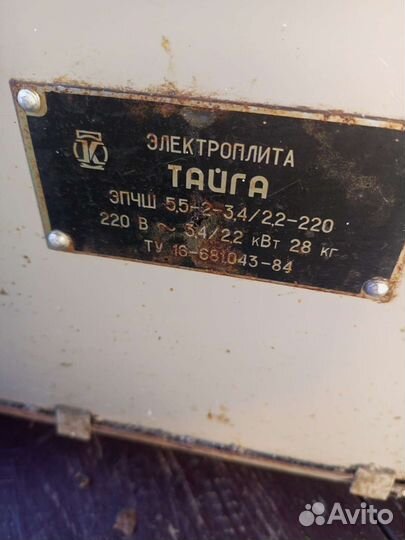 ЭЛЕКТРОПЛИТА
ТАЙГА
ЭПЧШ 5,5-2-3,4/2,2-220
220 В ~ 3,4/2,2 кВт 28 кг
ТУ 16-681.043-84
Avito